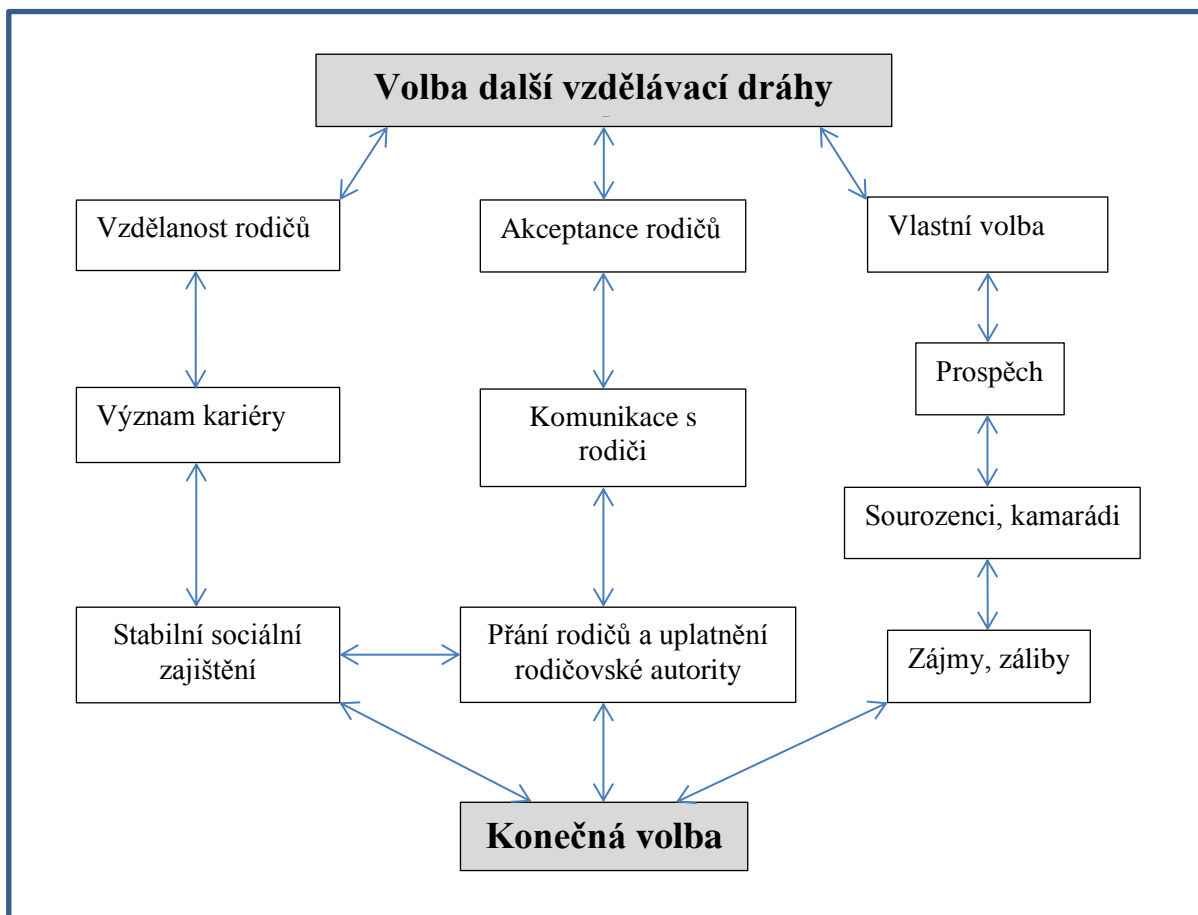 Volba další vzdělávací dráhy
Vzdělanost rodičů
Akceptance rodičů
Vlastní volba
Prospěch
Význam kariéry
Komunikace s
rodiči
Sourozenci, kamarádi
Stabilní sociální
zajištění
Přání rodičů a uplatnění
rodičovské autority
Zájmy, záliby
Konečná volba